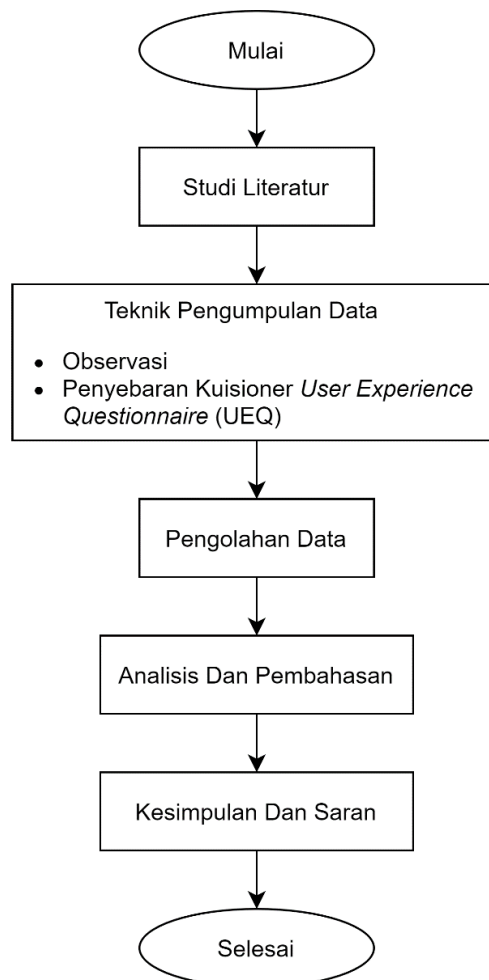 Mulai
Studi Literatur
Teknik Pengumpulan Data
• Observasi
• Penyebaran Kuisioner User Experience
Questionnaire (UEQ)
Pengolahan Data
Analisis Dan Pembahasan
Kesimpulan Dan Saran
Selesai